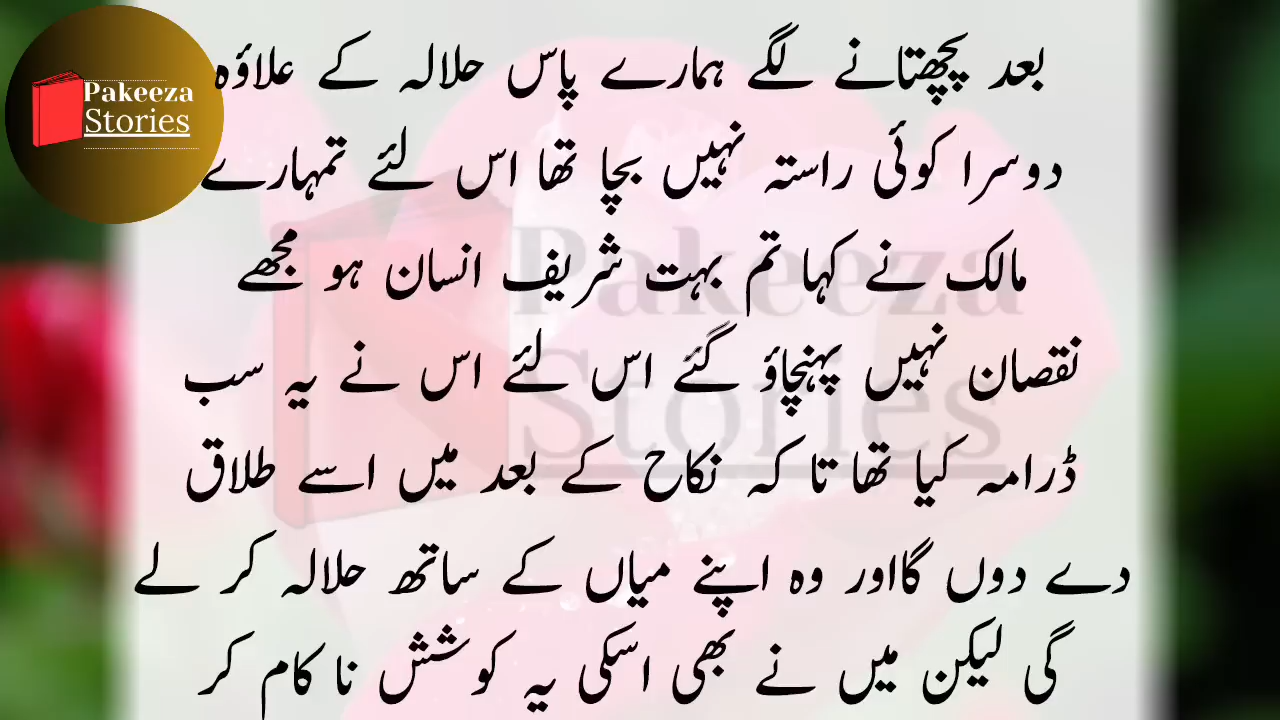 Pakeeza
Stories
بعد پچھتانے لگے ہمارے پاس حلالہ کے علاؤہ
دوسرا کوئی راستہ نہیں بچا تھا اس لئے تمہارے
مالک نے کہا تم بہت شریف انسان ہو مجھے
نقصان نہیں پہنچاؤ گئے اس لئے اس نے یہ سب
ڈرامہ کیا تھا تا کہ نکاح کے بعد میں اسے طلاق
دے دوں گااور وہ اپنے میاں کے ساتھ حلالہ کر لے
گی لیکن میں نے بھی اسکی یہ کوشش نا کام کر
Pakeeza
Stories